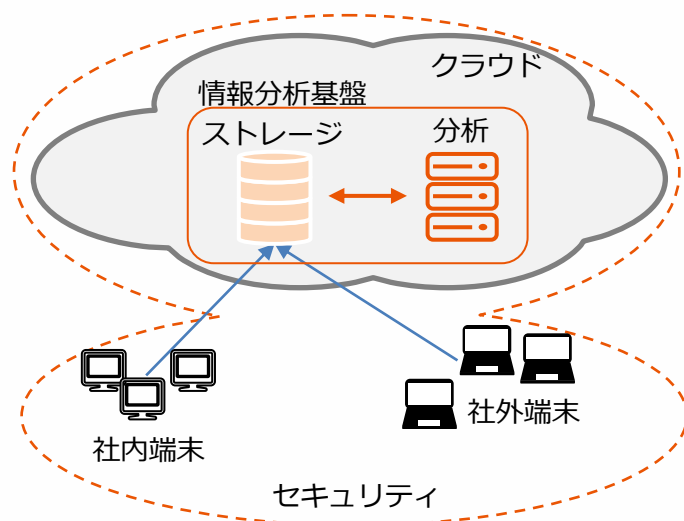 クラウド
情報分析基盤
ストレージ
分析
社内端末
社外端末
セキュリティ